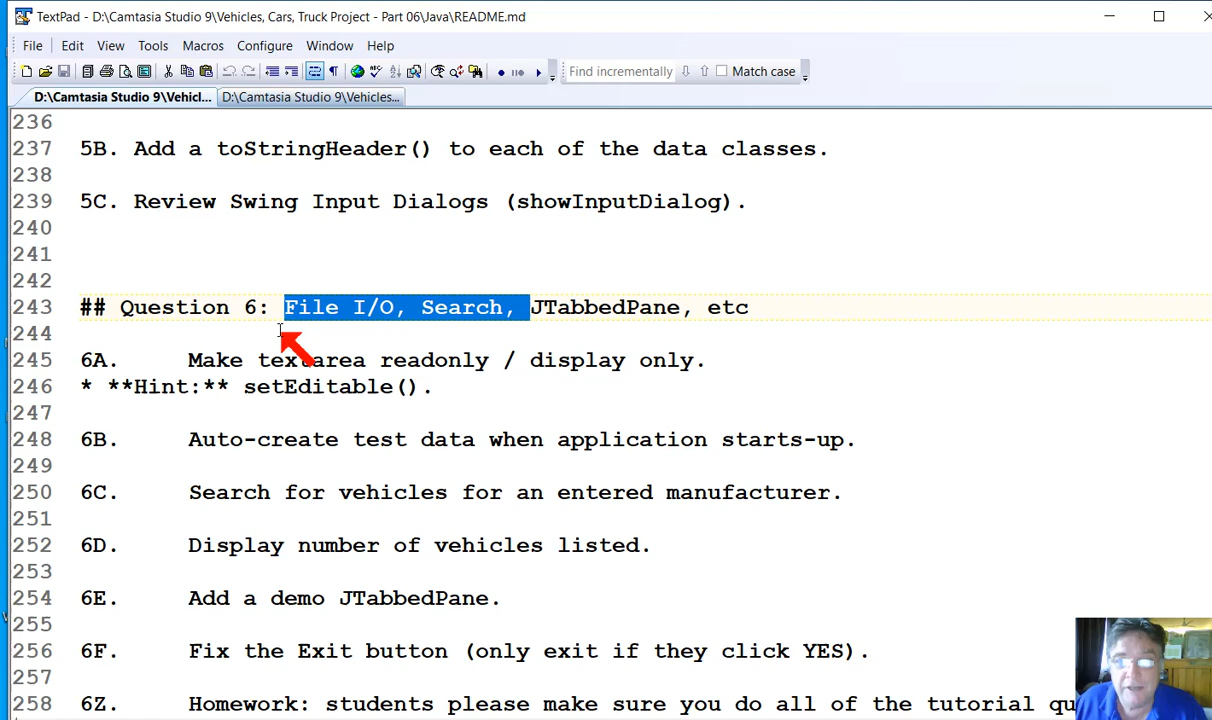 TextPad - D:\Camtasia Studio 9\Vehicles, Cars, Truck Project - Part 06\Java\README.md
File Edit View Tools Macros Configure Window Help
Find incrementally Match case
D:\Camtasia Studio 9\Vehicl... D:\Camtasia Studio 9\Vehicles...
236
237 5B. Add a toStringHeader() to each of the data classes.
238
239 5C. Review Swing Input Dialogs (showInputDialog).
240
241
242
243 ## Question 6: File I/O, Search, JTabbedPane, etc
244
245 6A. Make textarea readonly / display only.
246 * **Hint:** setEditable().
247
248 6B. Auto-create test data when application starts-up.
249
250 6C. Search for vehicles for an entered manufacturer.
251
252 6D. Display number of vehicles listed.
253
254 6E. Add a demo JTabbedPane.
255
256 6F. Fix the Exit button (only exit if they click YES).
257
258 6Z. Homework: students please make sure you do all of the tutorial qu